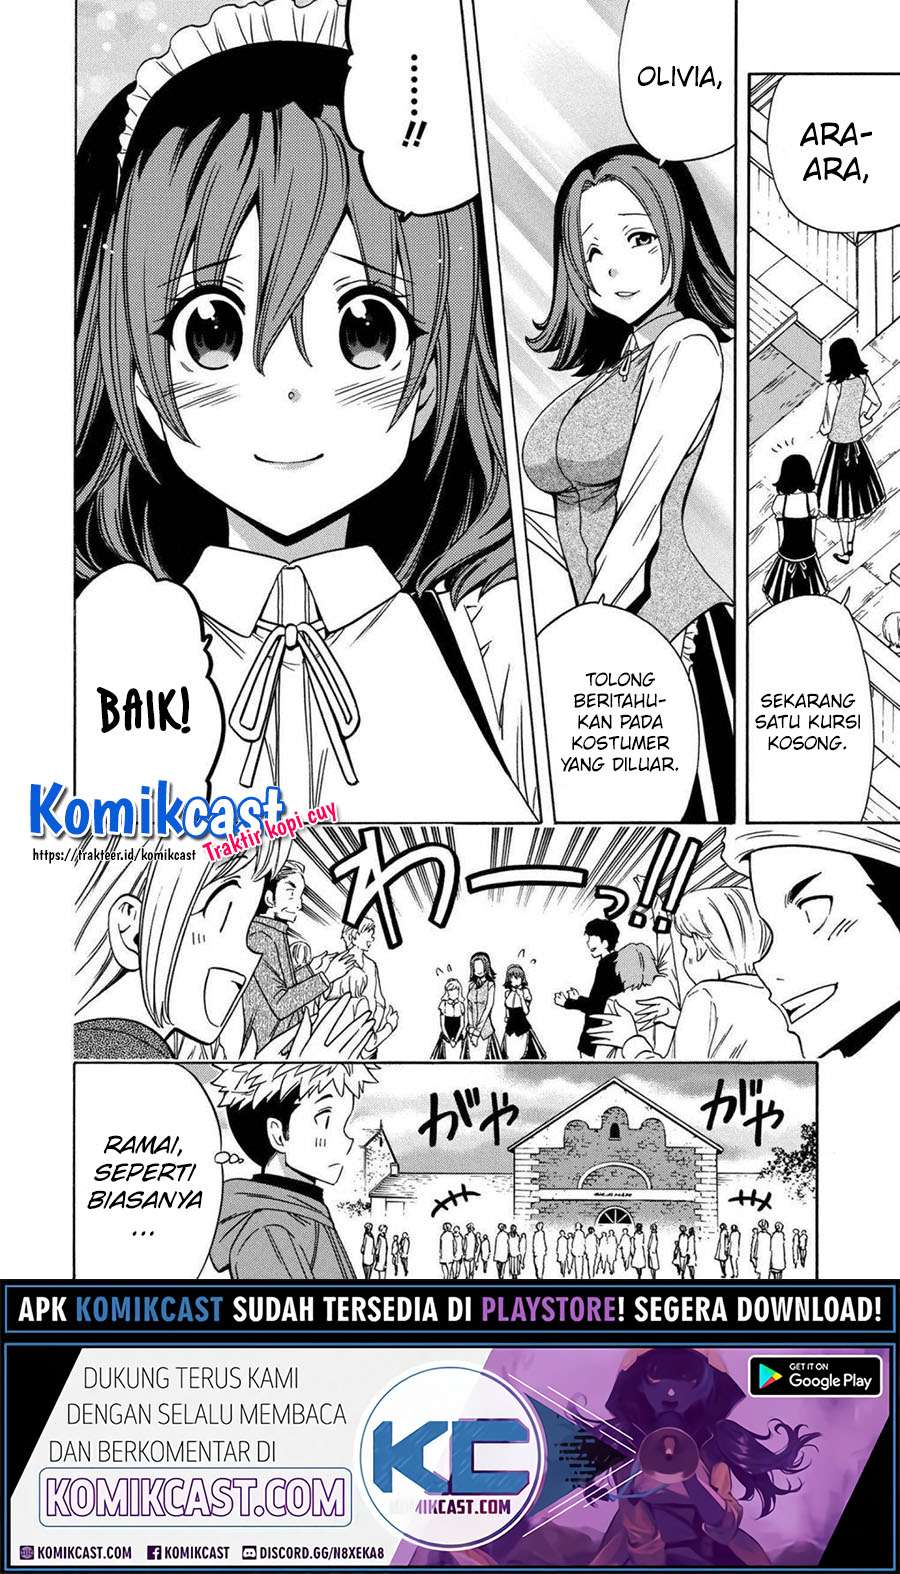 ARA-
ARA,
SEKARANG
SATU KURSI
KOSONG.
OLIVIA,
TOLONG
BERITAHU-
KAN PADA
KOSTUMER
YANG DILUAR.
......!!
BAIK!
Komikcast
https://trakteer.id/komikcast
Traktir kopi cuy
わーっ!!
ガヤ
ガヤ
RAMAI,
SEPERTI
BIASANYA
...
APK KOMIKCAST SUDAH TERSEDIA DI PLAYSTORE! SEGERA DOWNLOAD!
DUKUNG TERUS KAMI
DENGAN SELALU MEMBACA
DAN BERKOMENTAR DI
KOMIKCAST.COM
KOMIKCAST.COM
KOMIKCAST
DISCORD.GG/N8XEKA8
KC
KOMIKCAST.COM
GET IT ON
Google Play